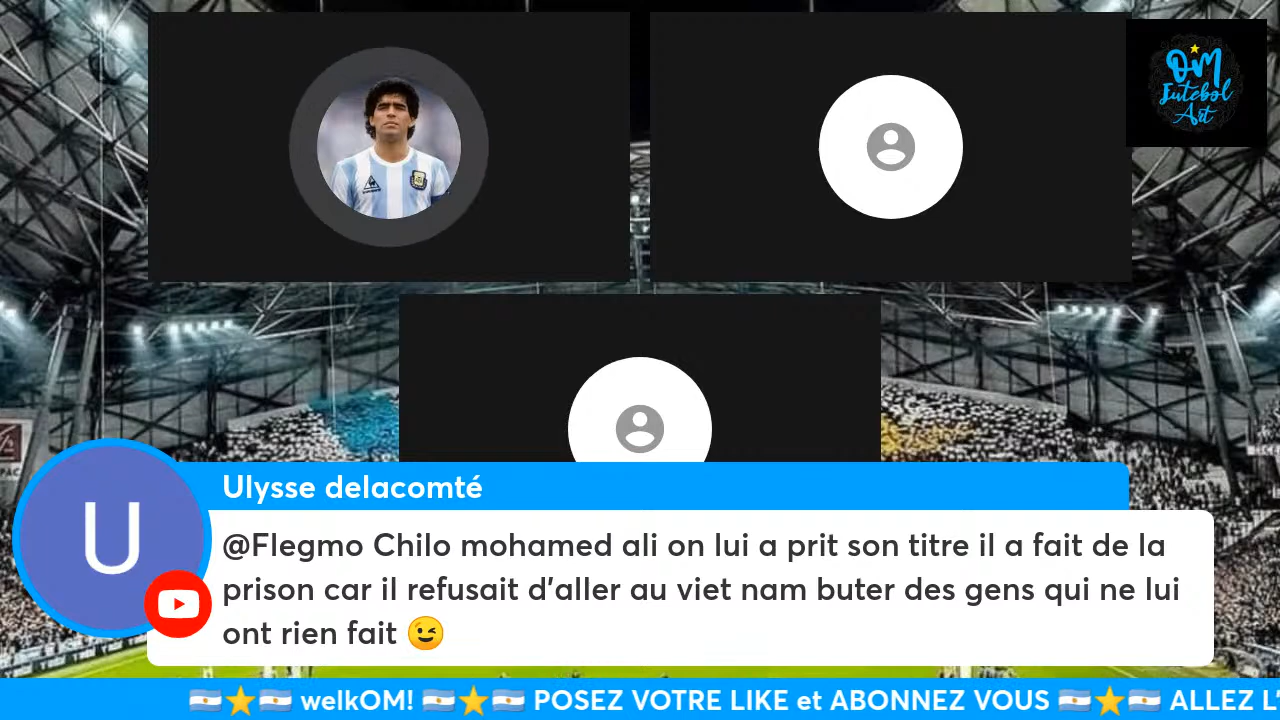 OM
Futebol
Art
U
Ulysse delacomté
@Flegmo Chilo mohamed ali on lui a prit son titre il a fait de la
prison car il refusait d'aller au viet nam buter des gens qui ne lui
ont rien fait 😉
🇦🇷⭐🇦🇷 welkOM! 🇦🇷⭐🇦🇷 POSEZ VOTRE LIKE et ABONNEZ VOUS 🇦🇷⭐🇦🇷 ALLEZ L'